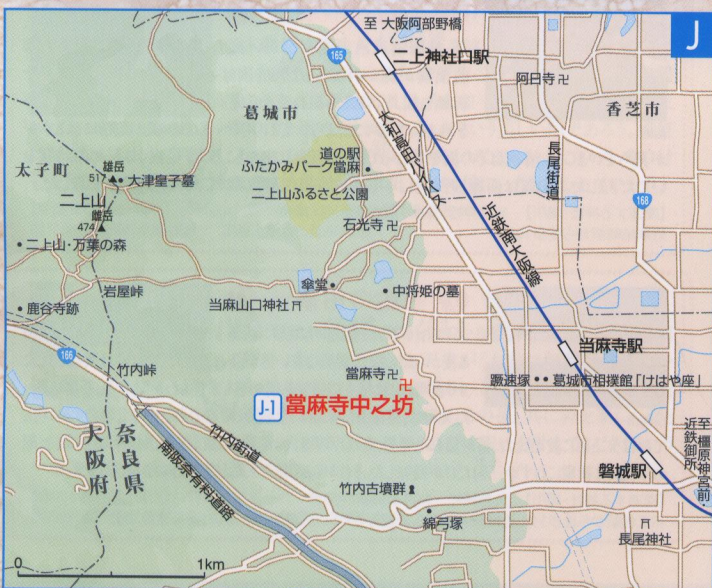 J
至 大阪阿部野橋
二上神社口駅
165
阿日寺卍
葛城市
香芝市
道の駅
ふたかみパーク當麻
大和高田バイパス
長尾街道
太子町
雄岳
517
大津皇子墓
二上山
雌岳
474
二上山ふるさと公園
168
近鉄南大阪線
石光寺卍
二上山・万葉の森
岩屋峠
傘堂
中将姫の墓
鹿谷寺跡
当麻山口神社
166
竹内峠
當麻寺卍
卍
当麻寺駅
蹶速塚
葛城市相撲館「けはや座」
J-1 當麻寺中之坊
大阪府
奈良県
竹内街道
南阪奈有料道路
至 橿原神宮前・
近鉄御所
磐城駅
竹内古墳群
綿弓塚
長尾神社
0
1km